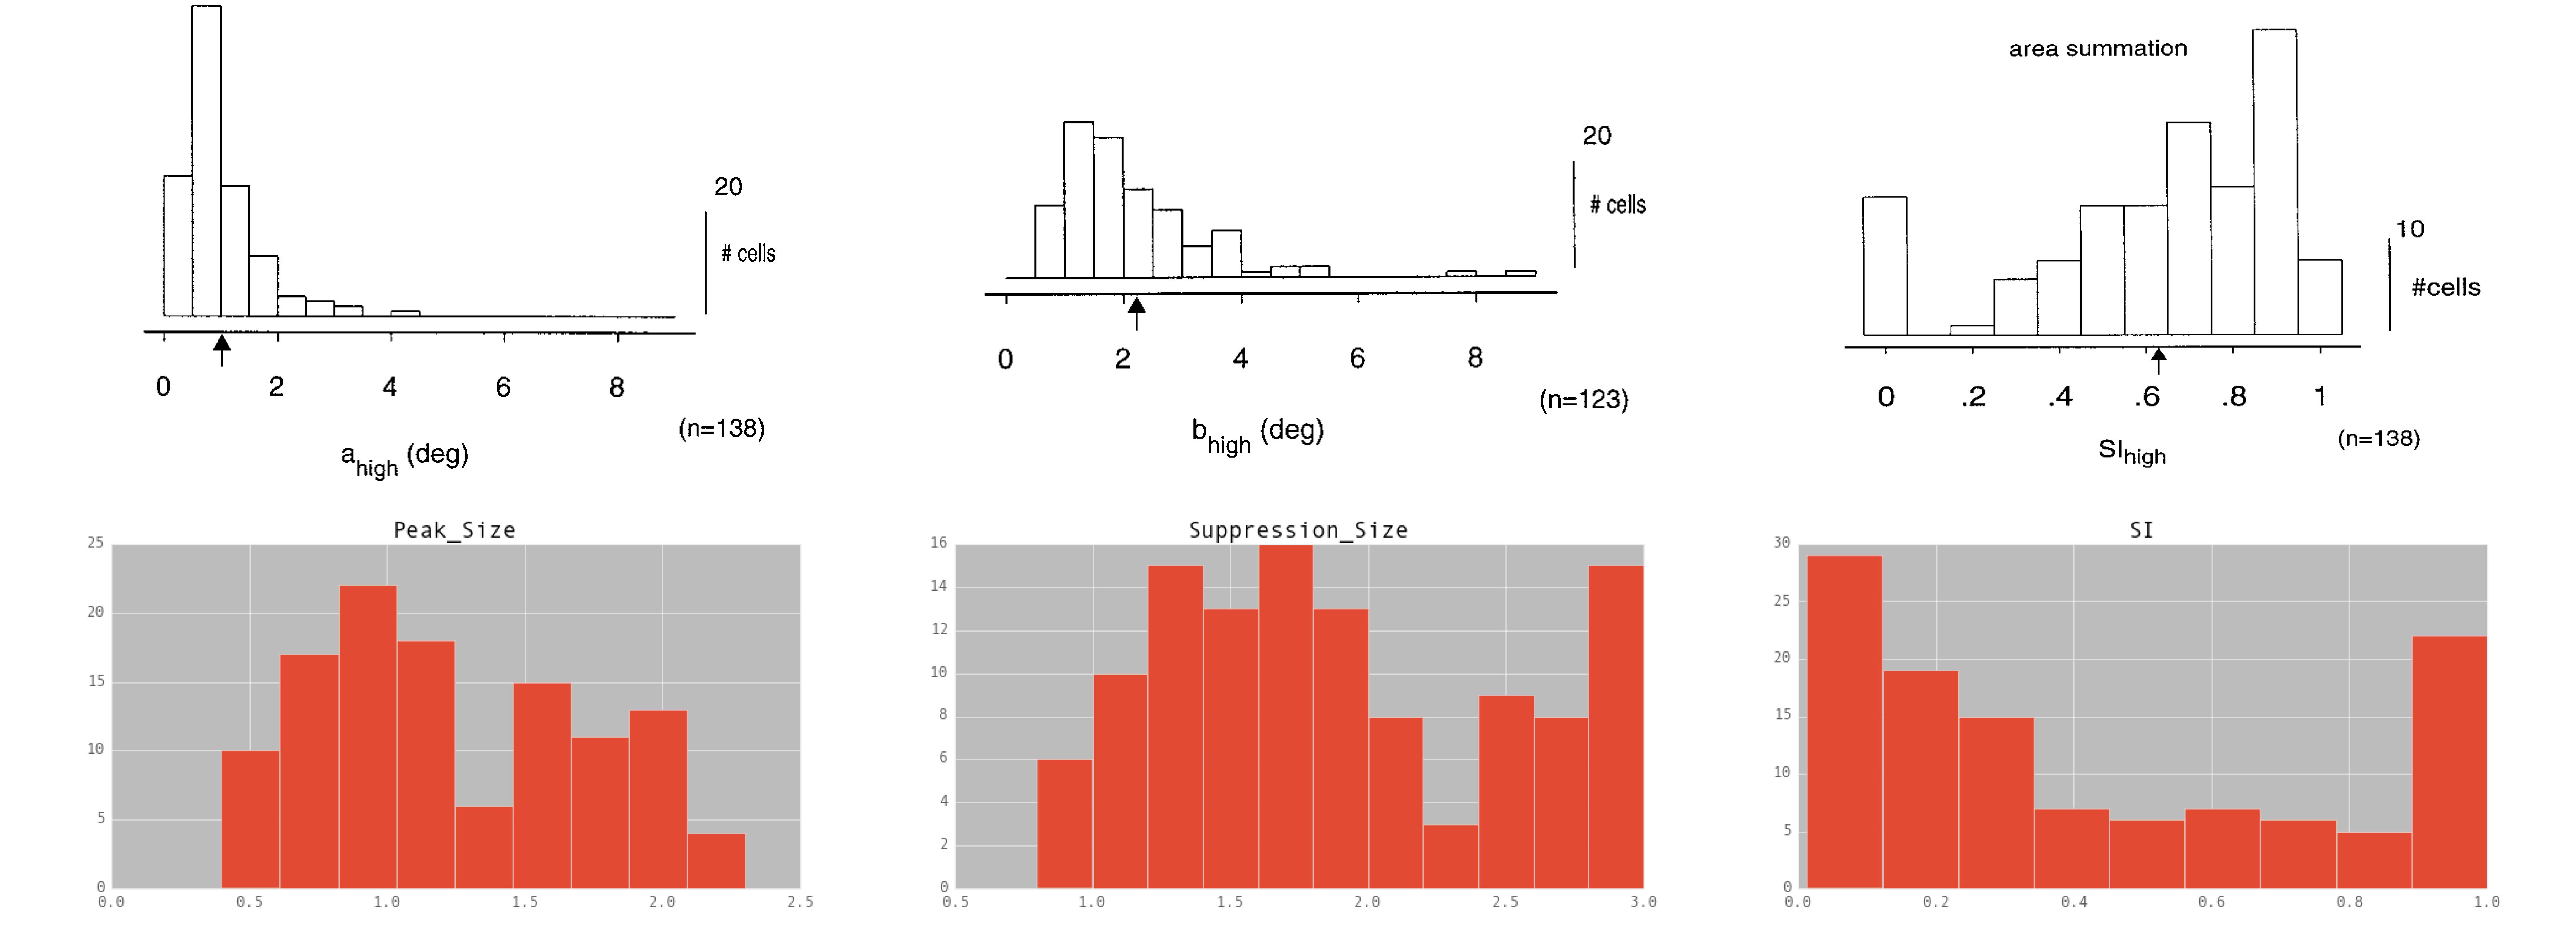 area summation
20
# cells
0 2 4 6 8
(n=138)
a_high (deg)
20
# cells
0 2 4 6 8
(n=123)
b_high (deg)
10
#cells
0 .2 .4 .6 .8 1
(n=138)
SI_high
Peak_Size
25
20
15
10
5
0
0.0 0.5 1.0 1.5 2.0 2.5
Suppression_Size
16
14
12
10
8
6
4
2
0
0.5 1.0 1.5 2.0 2.5 3.0
SI
30
25
20
15
10
5
0
0.0 0.2 0.4 0.6 0.8 1.0